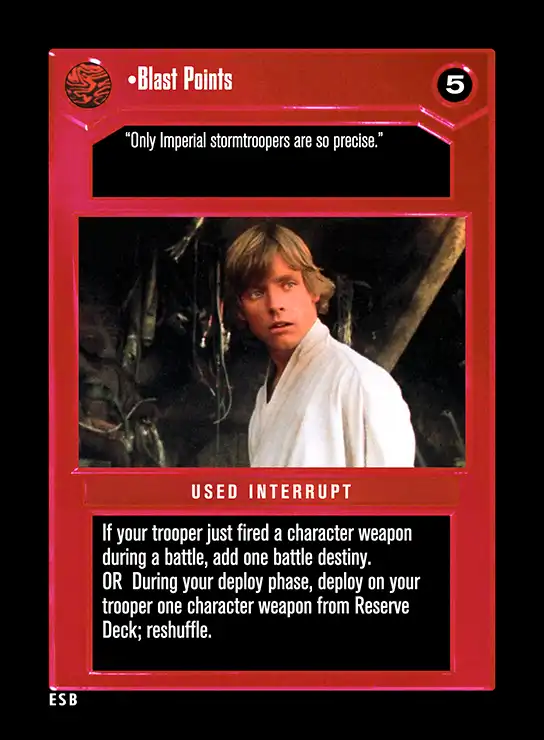 •Blast Points
5
“Only Imperial stormtroopers are so precise.”
USED INTERRUPT
If your trooper just fired a character weapon
during a battle, add one battle destiny.
OR During your deploy phase, deploy on your
trooper one character weapon from Reserve
Deck; reshuffle.
ESB